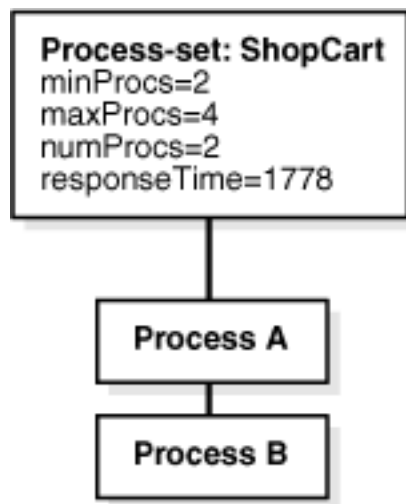 Process-set: ShopCart
minProcs=2
maxProcs=4
numProcs=2
responseTime=1778
Process A
Process B